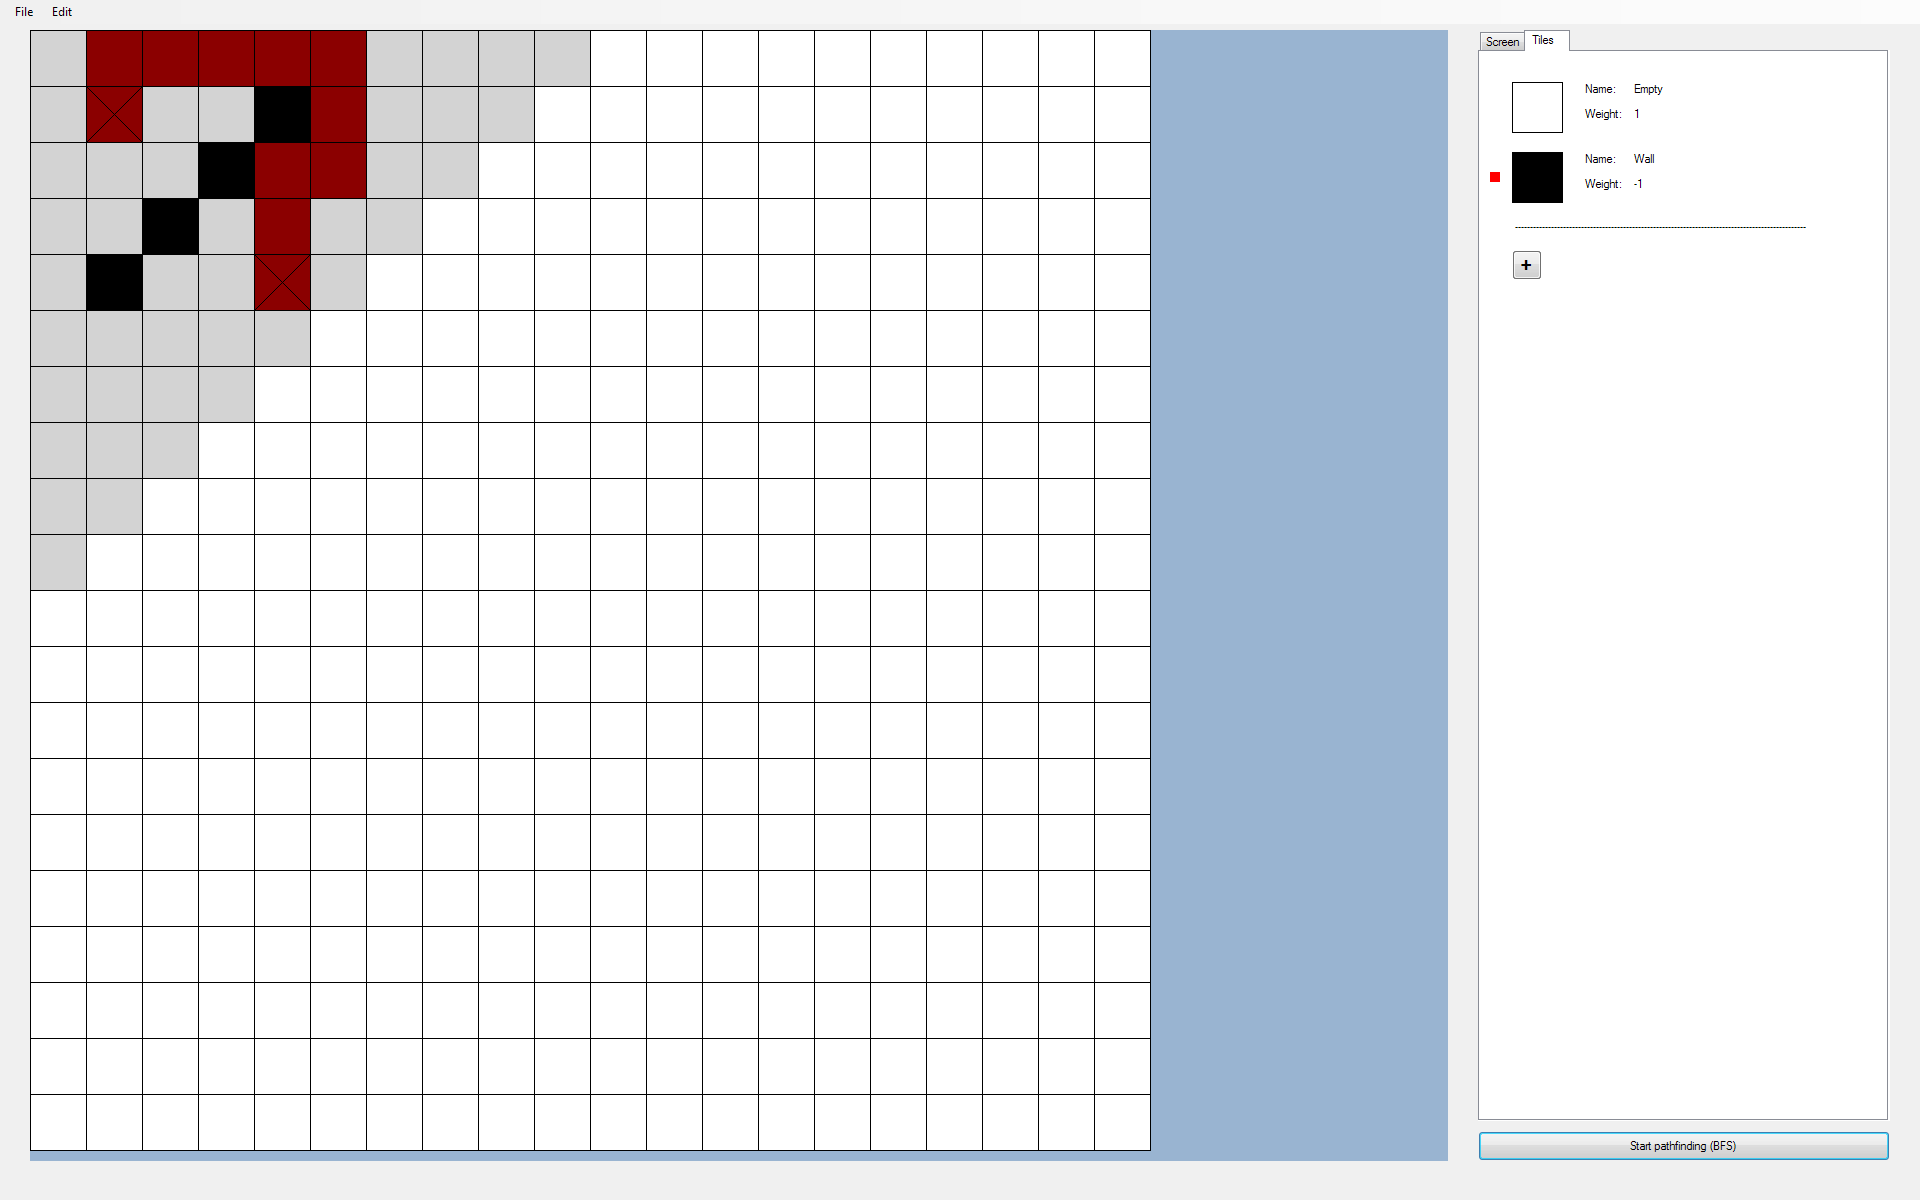 File Edit
Screen Tiles
Name: Empty
Weight: 1
Name: Wall
Weight: -1
+
Start pathfinding (BFS)